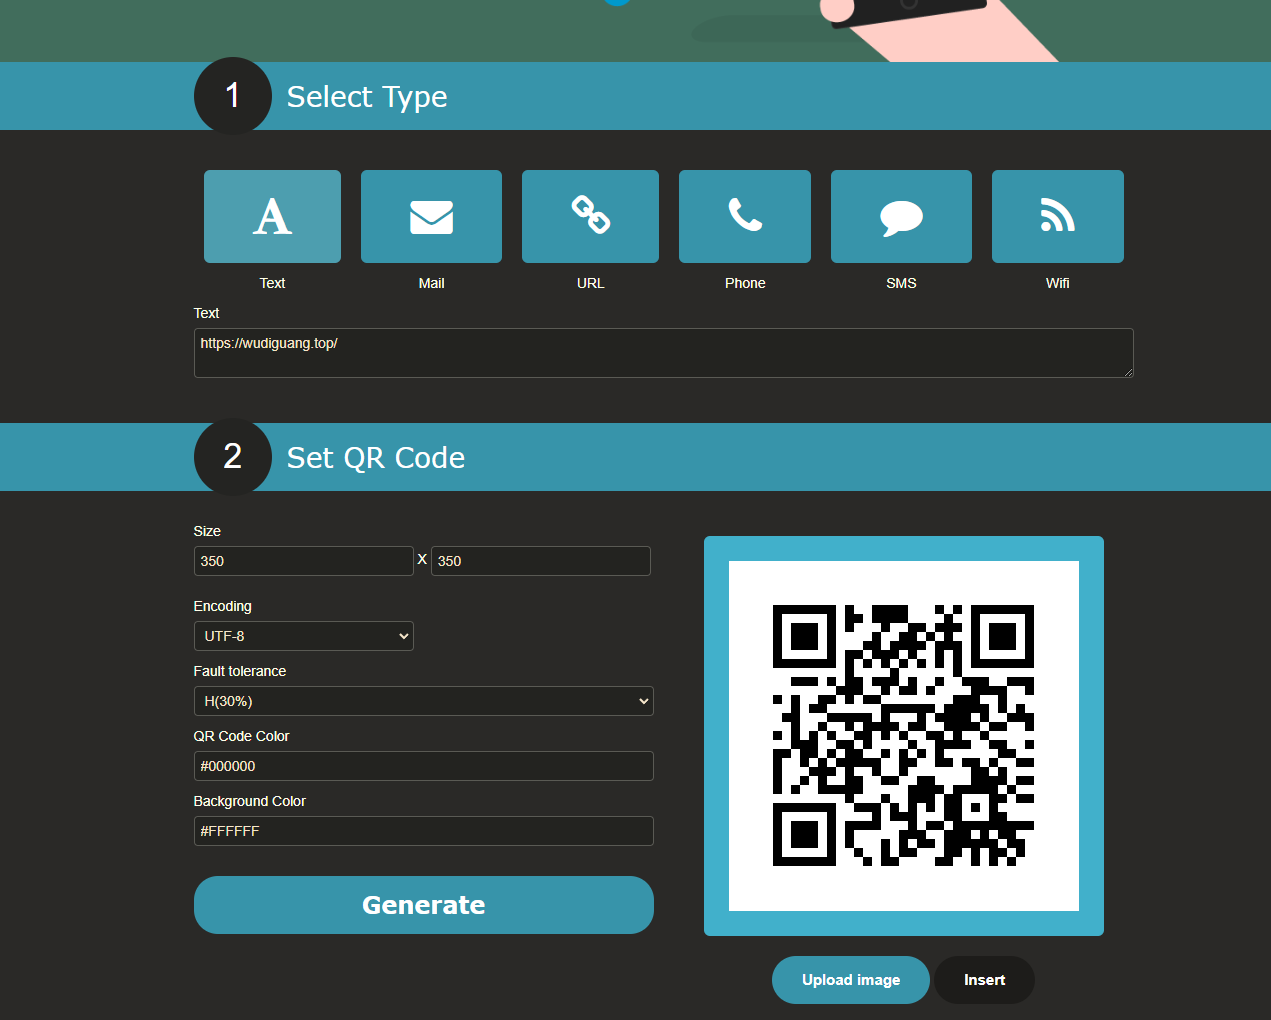 1 Select Type
Text Mail URL Phone SMS Wifi
Text
https://wudiguang.top/
2 Set QR Code
Size
350 X 350
Encoding
UTF-8
Fault tolerance
H(30%)
QR Code Color
#000000
Background Color
#FFFFFF
Generate
Upload image Insert